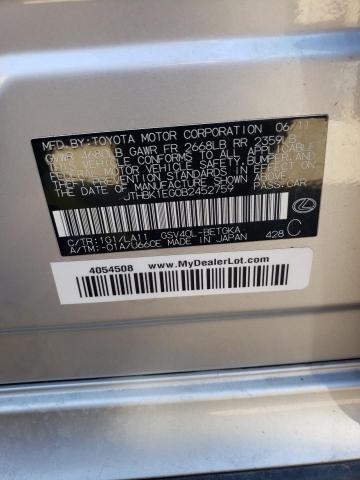 MFD.BY:TOYOTA MOTOR CORPORATION 06/11
GVWR 4680LB GAWR FR 2668LB RR 2359LB
THIS VEHICLE CONFORMS TO ALL APPLICABLE
FEDERAL MOTOR VEHICLE SAFETY,BUMPER,AND
THEFT PREVENTION STANDARDS IN EFFECT ON
THE DATE OF MANUFACTURE SHOWN ABOVE.
JTHBK1EG0B2452759 PASS.CAR
C/TR:1G1/LA11 GSV40L-BETGKA
A/TM:-01A/U660E MADE IN JAPAN 428 C
4054508 www.MyDealerLot.com